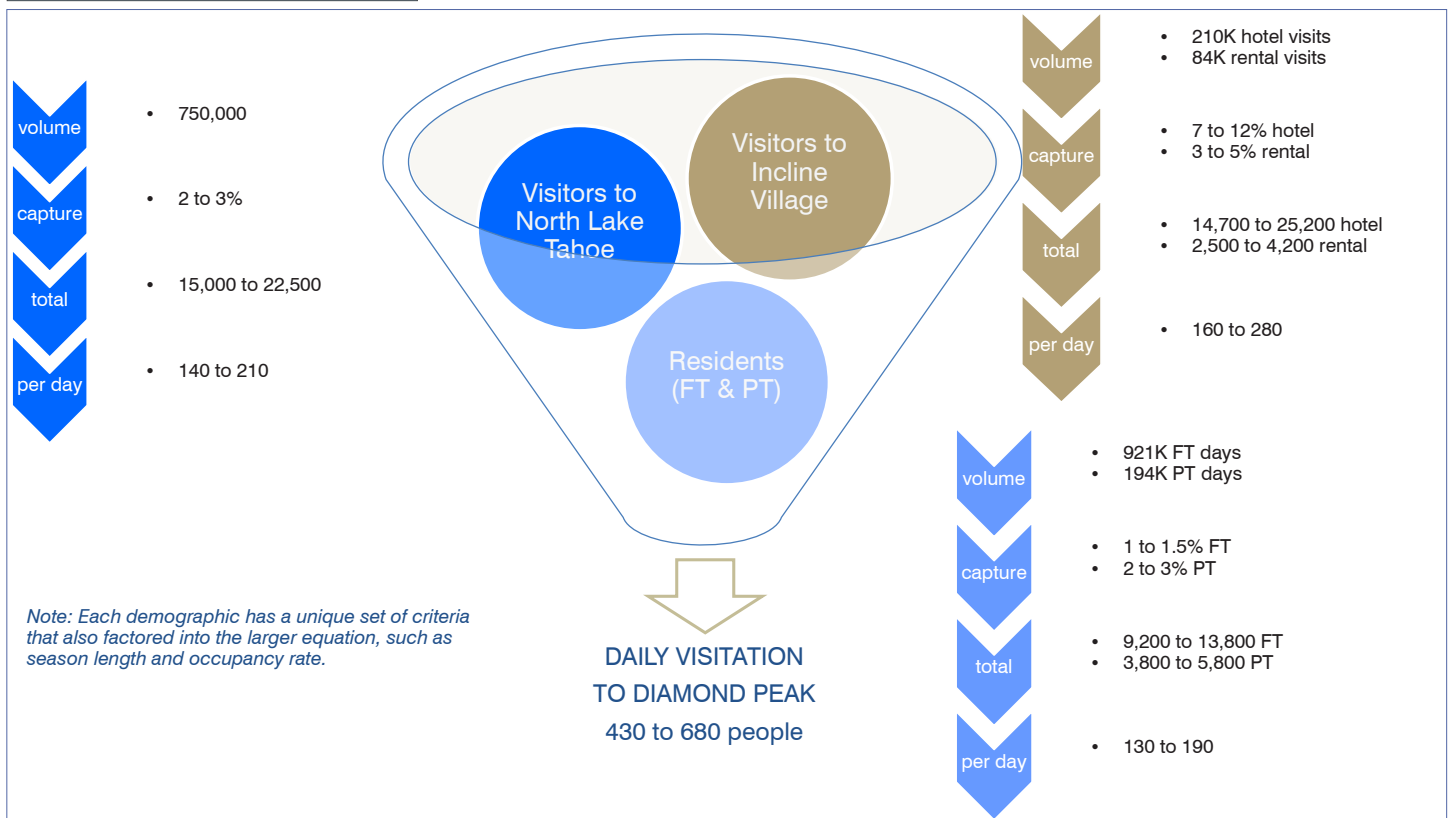 volume
• 750,000
capture
• 2 to 3%
total
• 15,000 to 22,500
per day
• 140 to 210
Visitors to
North Lake
Tahoe
Visitors to
Incline
Village
Residents
(FT & PT)
volume
• 210K hotel visits
• 84K rental visits
capture
• 7 to 12% hotel
• 3 to 5% rental
total
• 14,700 to 25,200 hotel
• 2,500 to 4,200 rental
per day
• 160 to 280
volume
• 921K FT days
• 194K PT days
capture
• 1 to 1.5% FT
• 2 to 3% PT
total
• 9,200 to 13,800 FT
• 3,800 to 5,800 PT
per day
• 130 to 190
Note: Each demographic has a unique set of criteria
that also factored into the larger equation, such as
season length and occupancy rate.
DAILY VISITATION
TO DIAMOND PEAK
430 to 680 people